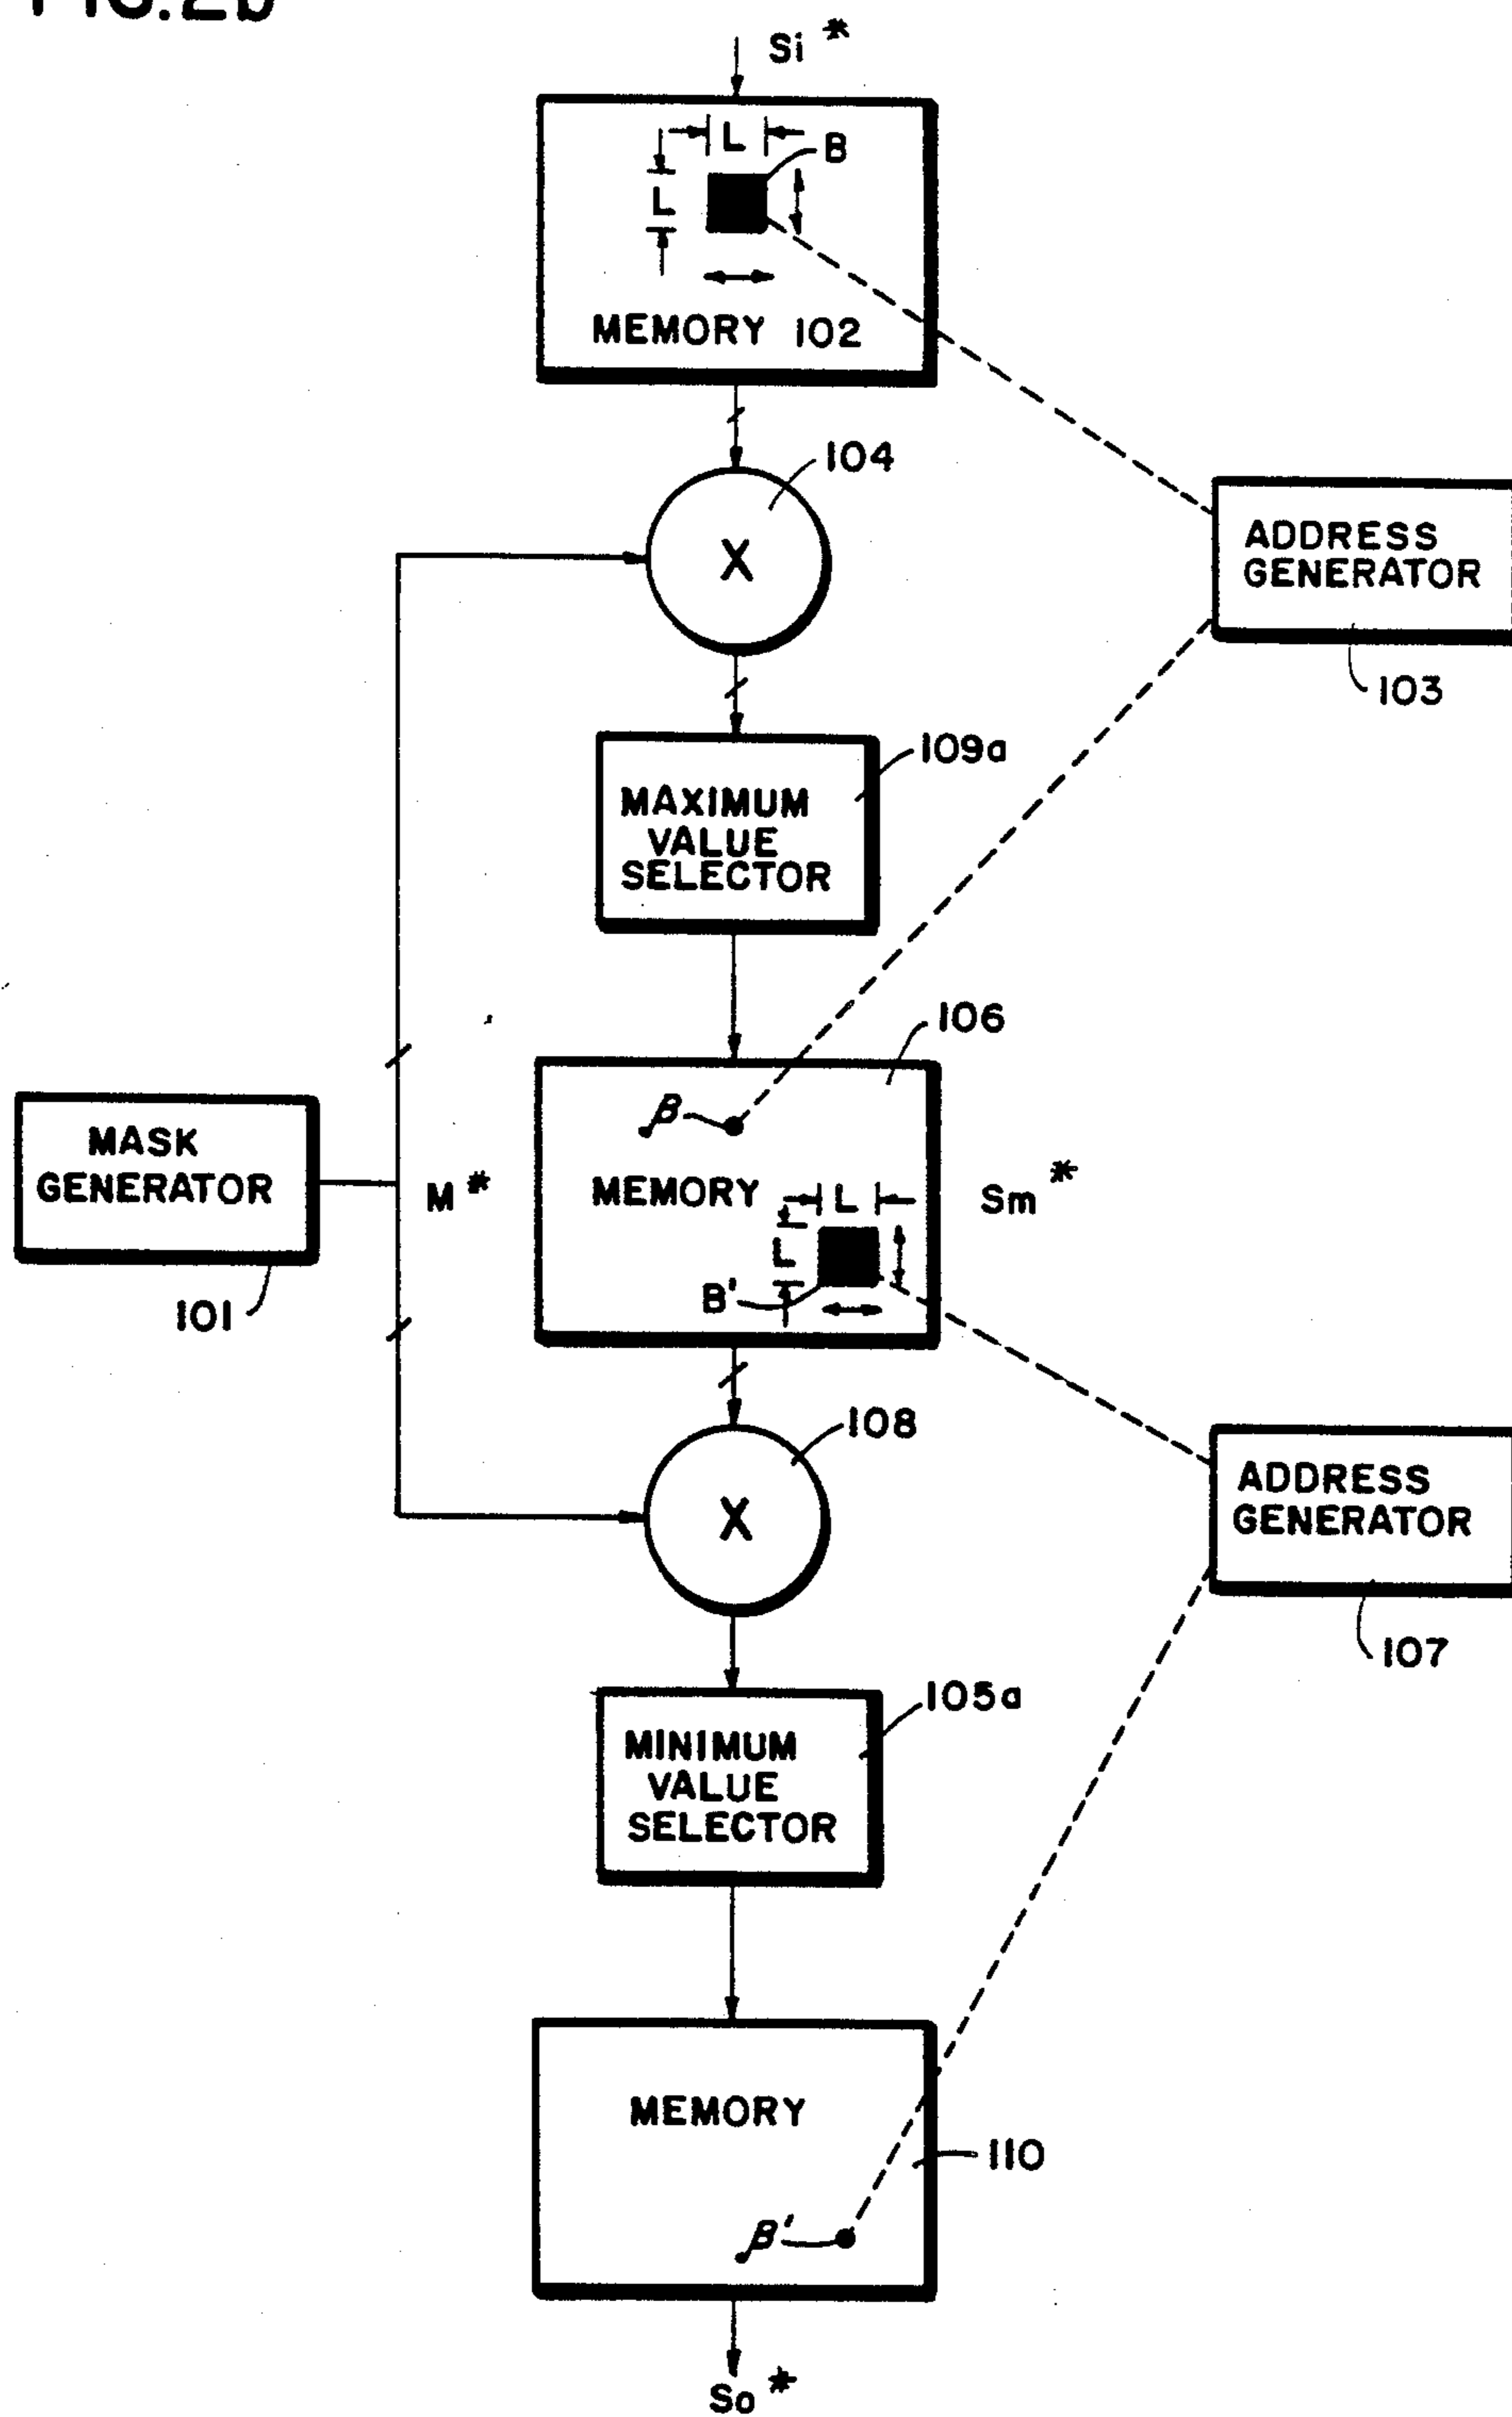 FIG.2b
Si *
L
B
L
MEMORY 102
104
X
ADDRESS
GENERATOR
103
109a
MAXIMUM
VALUE
SELECTOR
106
β
MASK
GENERATOR
M *
MEMORY
Sm *
L
L
B'
101
108
X
ADDRESS
GENERATOR
107
105a
MINIMUM
VALUE
SELECTOR
MEMORY
110
β'
So *